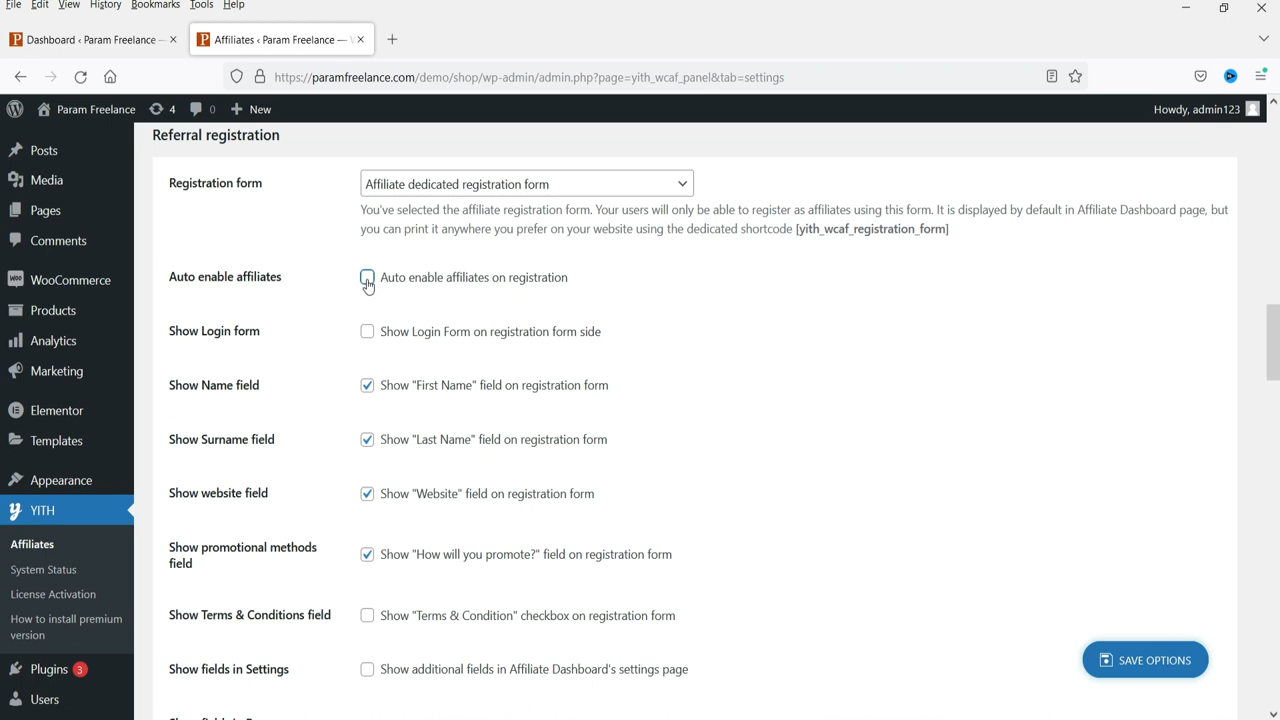 File Edit View History Bookmarks Tools Help
Dashboard ‹ Param Freelance — Affiliates ‹ Param Freelance —
https://paramfreelance.com/demo/shop/wp-admin/admin.php?page=yith_wcaf_panel&tab=settings
Param Freelance 4 0 New Howdy, admin123
Referral registration
Posts
Media
Pages
Comments
WooCommerce
Products
Analytics
Marketing
Elementor
Templates
Appearance
YITH
Affiliates
System Status
License Activation
How to install premium
version
Plugins 3
Users
Registration form Affiliate dedicated registration form
You've selected the affiliate registration form. Your users will only be able to register as affiliates using this form. It is displayed by default in Affiliate Dashboard page, but
you can print it anywhere you prefer on your website using the dedicated shortcode [yith_wcaf_registration_form]
Auto enable affiliates Auto enable affiliates on registration
Show Login form Show Login Form on registration form side
Show Name field Show "First Name" field on registration form
Show Surname field Show "Last Name" field on registration form
Show website field Show "Website" field on registration form
Show promotional methods
field Show "How will you promote?" field on registration form
Show Terms & Conditions field Show "Terms & Condition" checkbox on registration form
Show fields in Settings Show additional fields in Affiliate Dashboard's settings page
SAVE OPTIONS